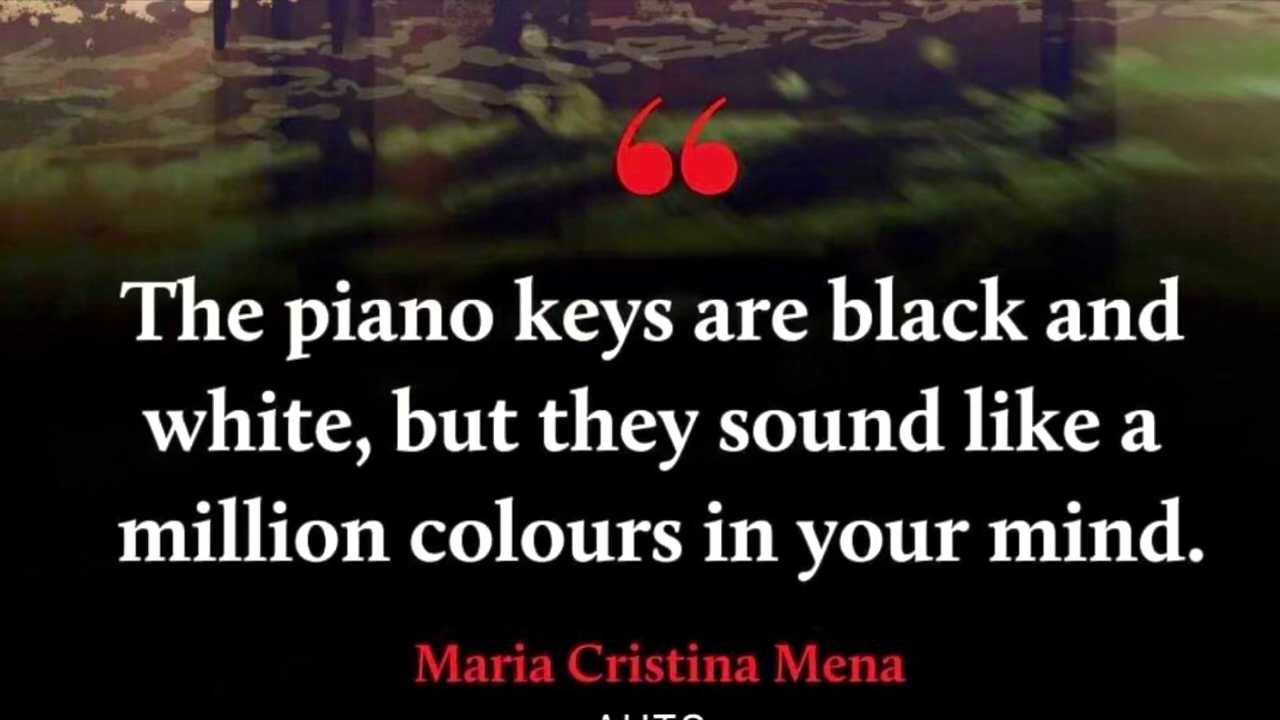 “
The piano keys are black and
white, but they sound like a
million colours in your mind.
Maria Cristina Mena